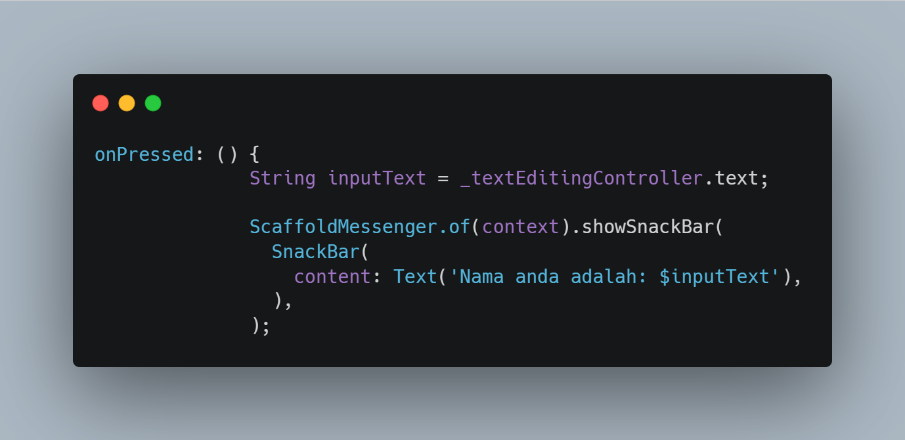 onPressed: () {
String inputText = _textEditingController.text;
ScaffoldMessenger.of(context).showSnackBar(
SnackBar(
content: Text('Nama anda adalah: $inputText'),
),
);